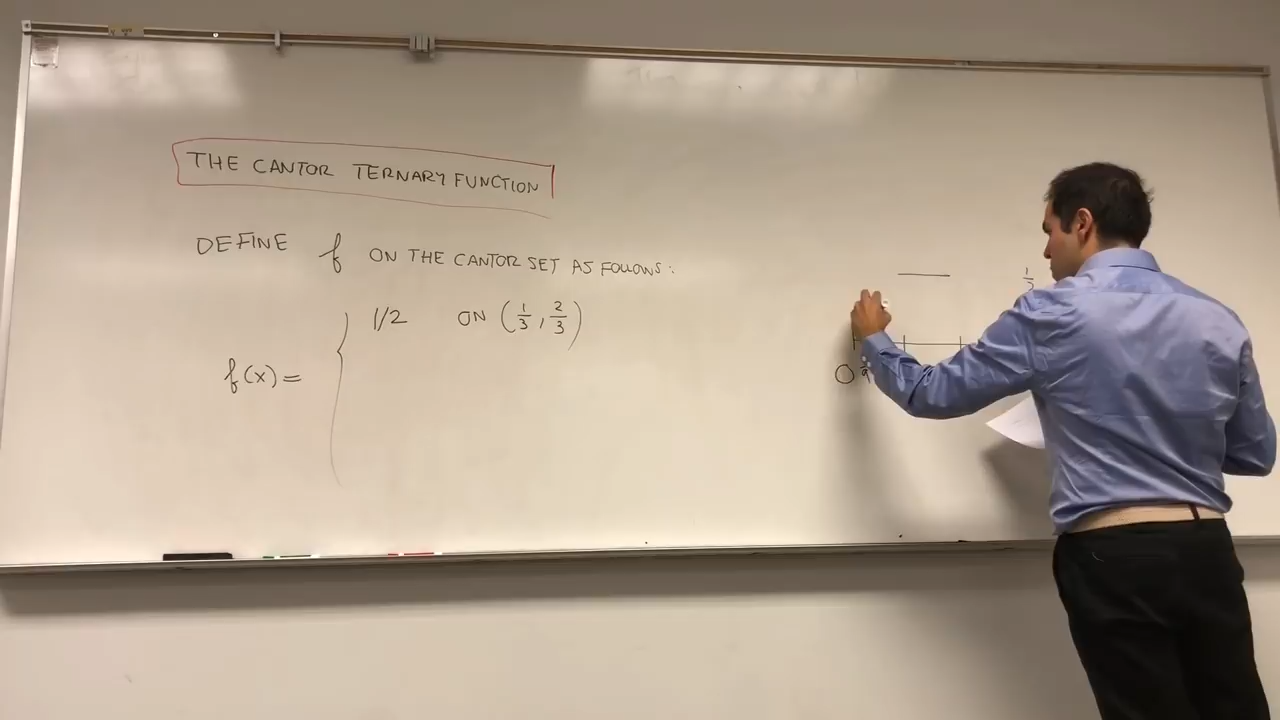 THE CANTOR TERNARY FUNCTION
DEFINE f ON THE CANTOR SET AS FOLLOWS:
1/2 ON (1/3, 2/3)
f(x) =
0